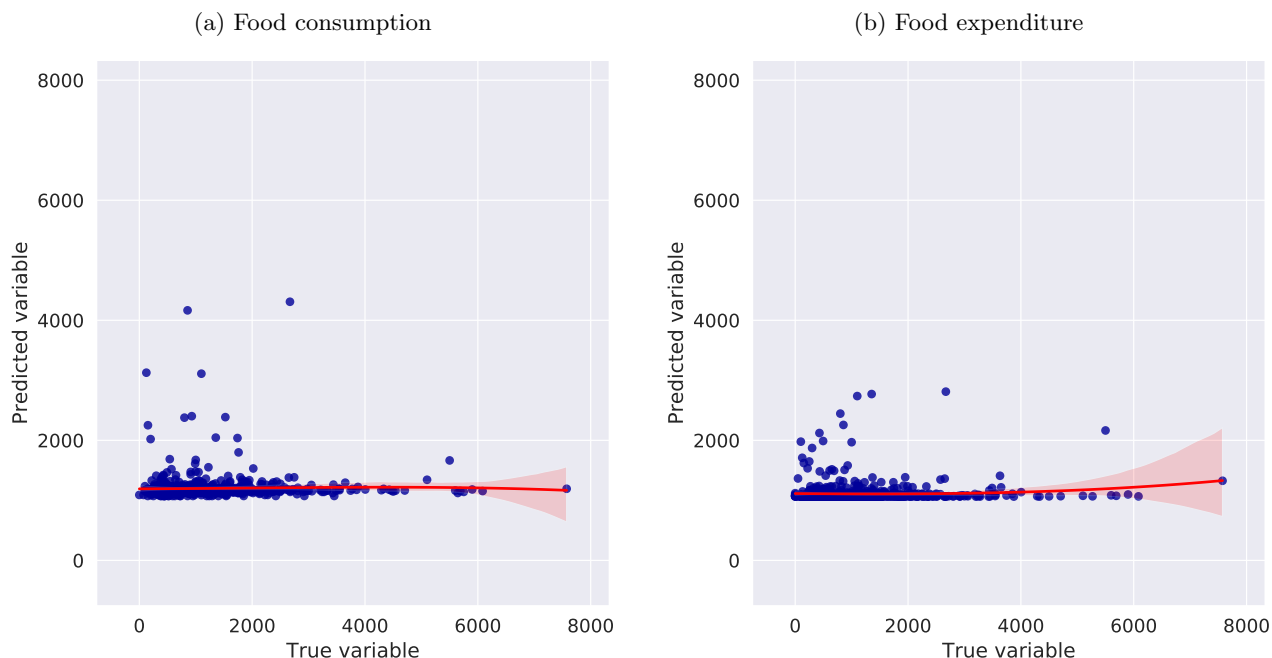 (a) Food consumption
8000
6000
4000
2000
0
Predicted variable
0 2000 4000 6000 8000
True variable
(b) Food expenditure
8000
6000
4000
2000
0
Predicted variable
0 2000 4000 6000 8000
True variable